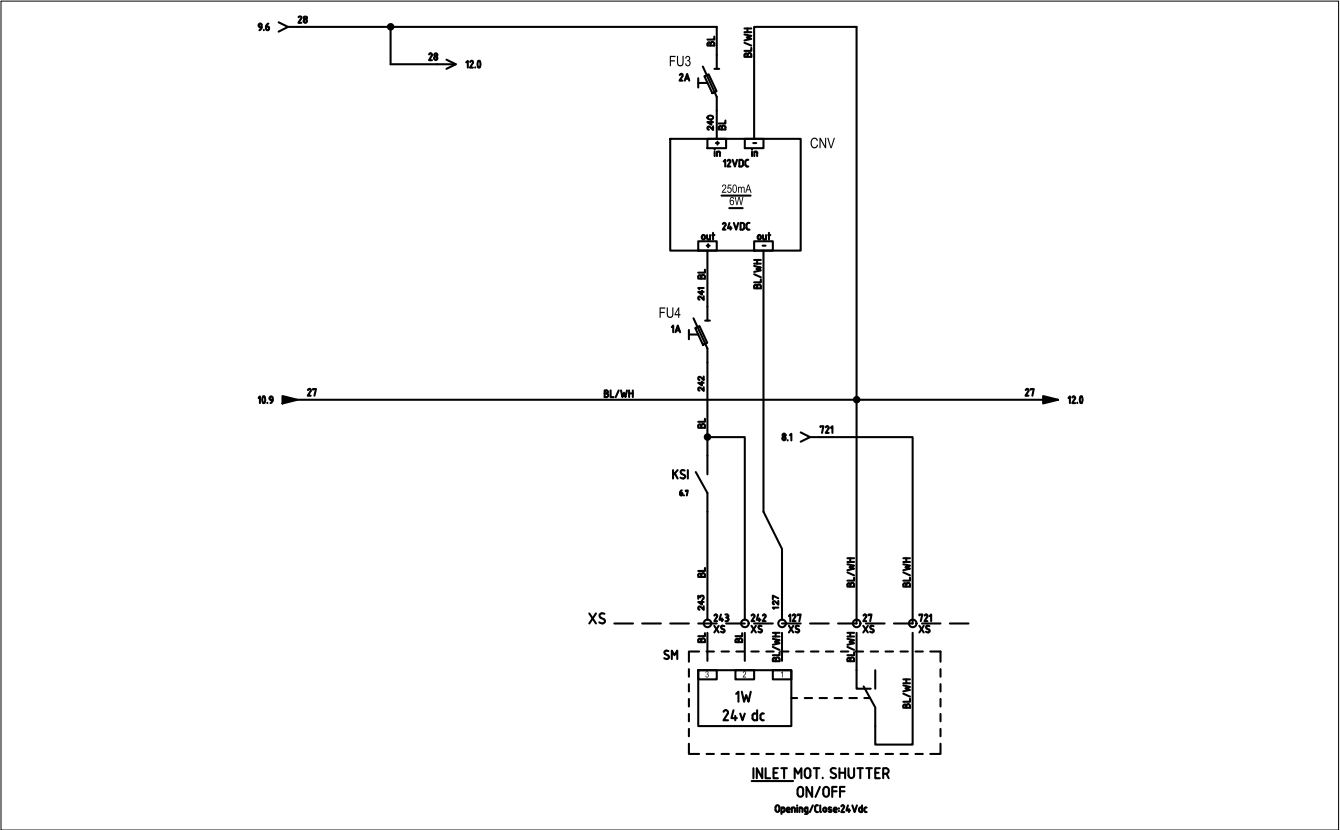 9.6
28
28
12.0
BL
BL/WH
FU3
2A
240
BL
CNV
+
-
in
in
12VDC
250mA
6W
24VDC
out
out
+
-
BL
241
BL/WH
FU4
1A
242
10.9
27
BL/WH
27
12.0
BL
8.1
721
KSI
6.7
BL
BL/WH
BL/WH
243
127
XS
243
242
127
27
721
XS
XS
XS
XS
XS
BL
BL
BL/WH
BL/WH
SM
3
2
1
1W
24v dc
BL/WH
INLET MOT. SHUTTER
ON/OFF
Opening/Close:24Vdc